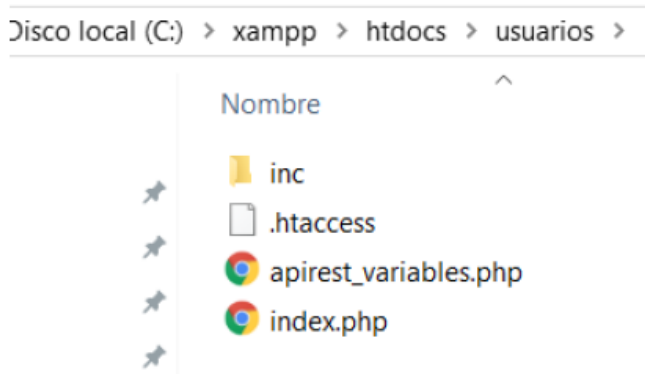 Disco local (C:) > xampp > htdocs > usuarios >
Nombre
inc
.htaccess
apirest_variables.php
index.php